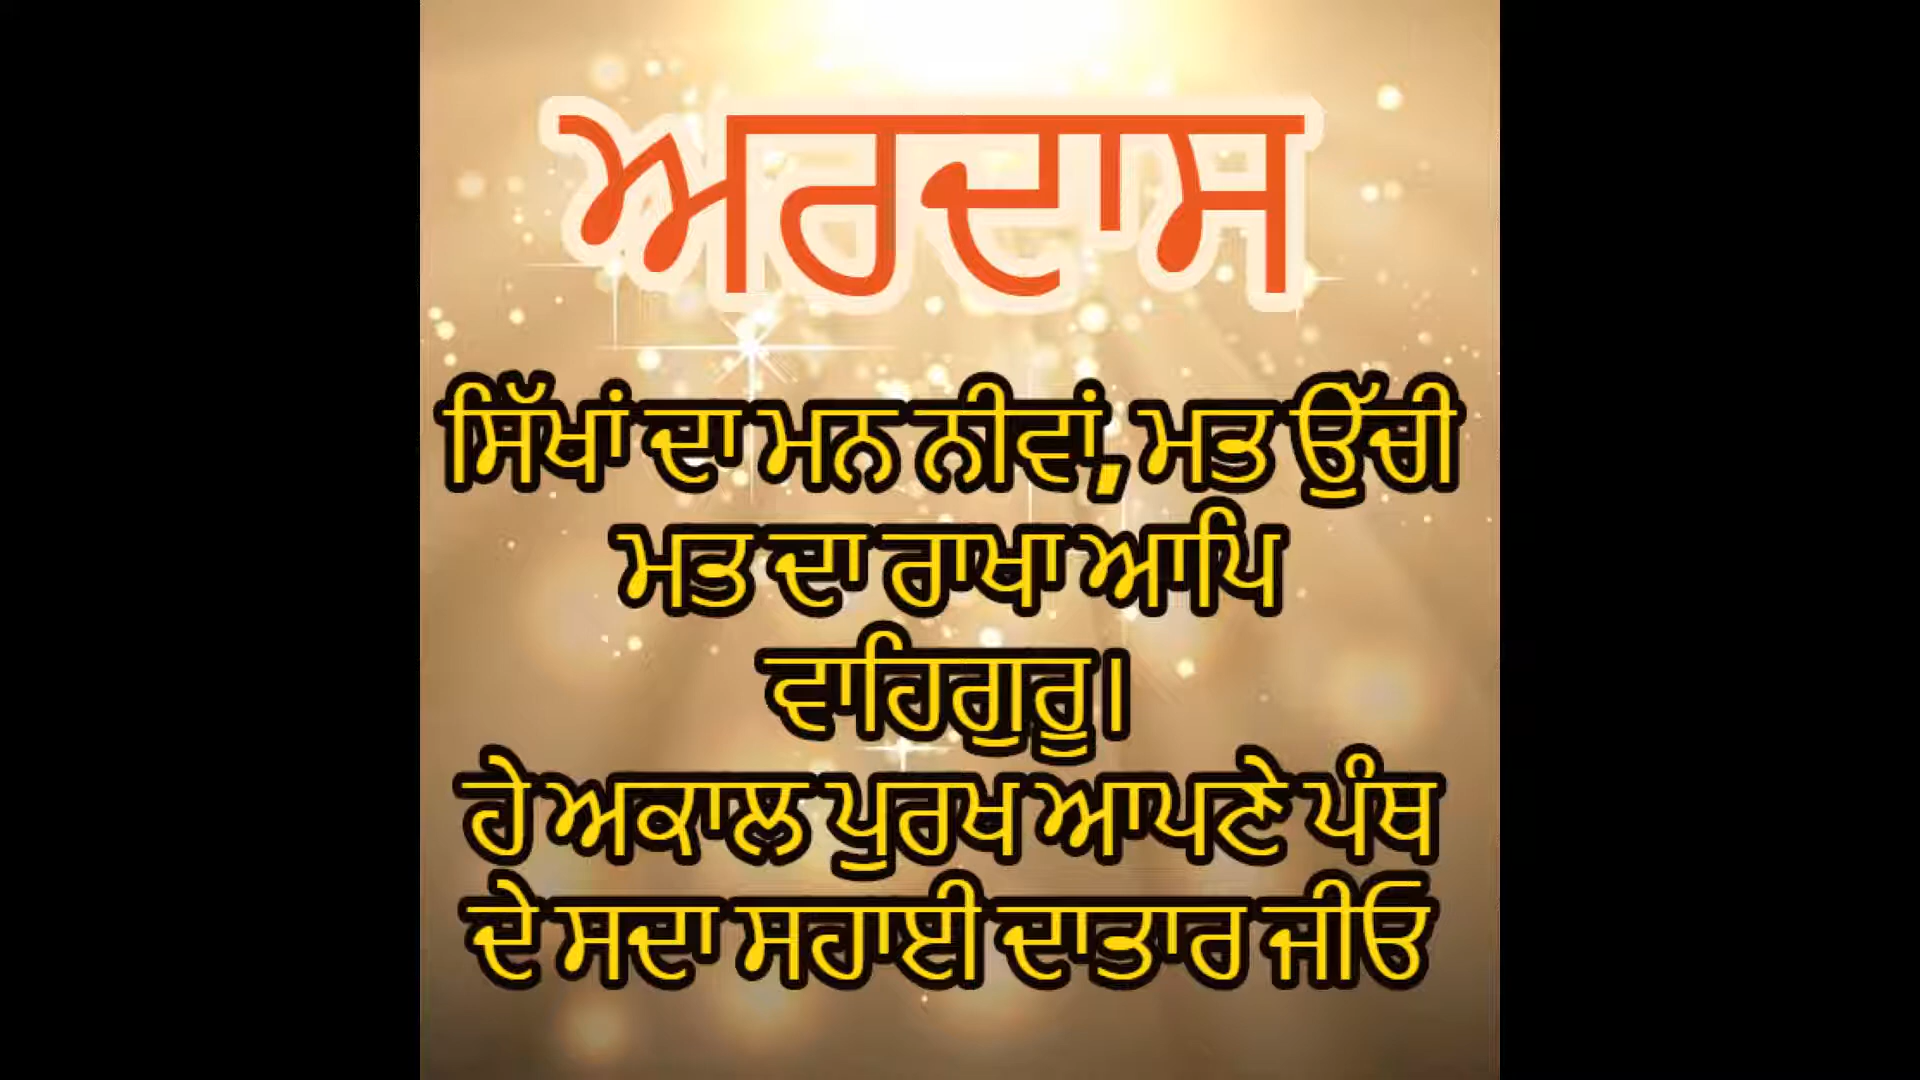 ਅਰਦਾਸ
ਸਿੱਖਾਂ ਦਾ ਮਨ ਨੀਵਾਂ, ਮਤ ਉੱਚੀ
ਮਤ ਦਾ ਰਾਖਾ ਆਪਿ
ਵਾਹਿਗੁਰੂ।
ਹੇ ਅਕਾਲ ਪੁਰਖ ਆਪਣੇ ਪੰਥ
ਦੇ ਸਦਾ ਸਹਾਈ ਦਾਤਾਰ ਜੀਓ